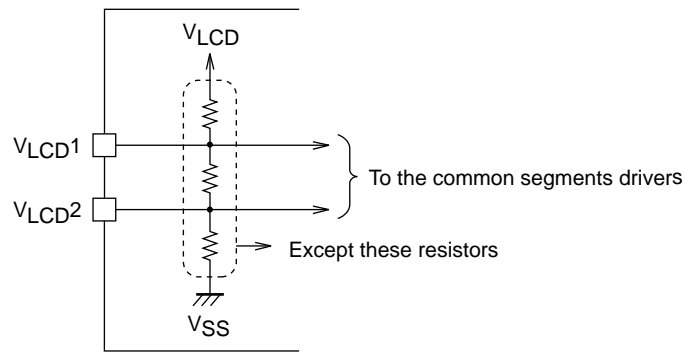 VLCD
VLCD1
To the common segments drivers
VLCD2
Except these resistors
VSS